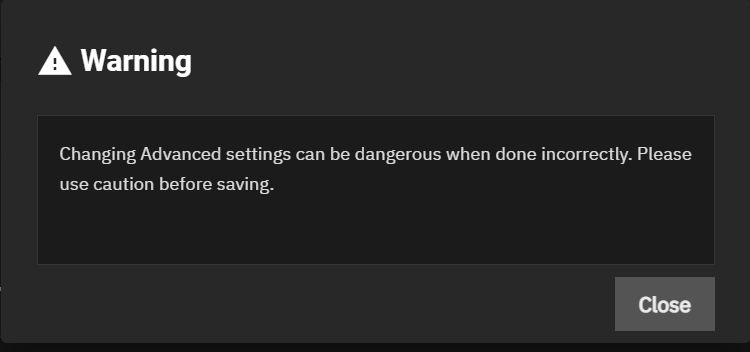 Warning
Changing Advanced settings can be dangerous when done incorrectly. Please
use caution before saving.
Close